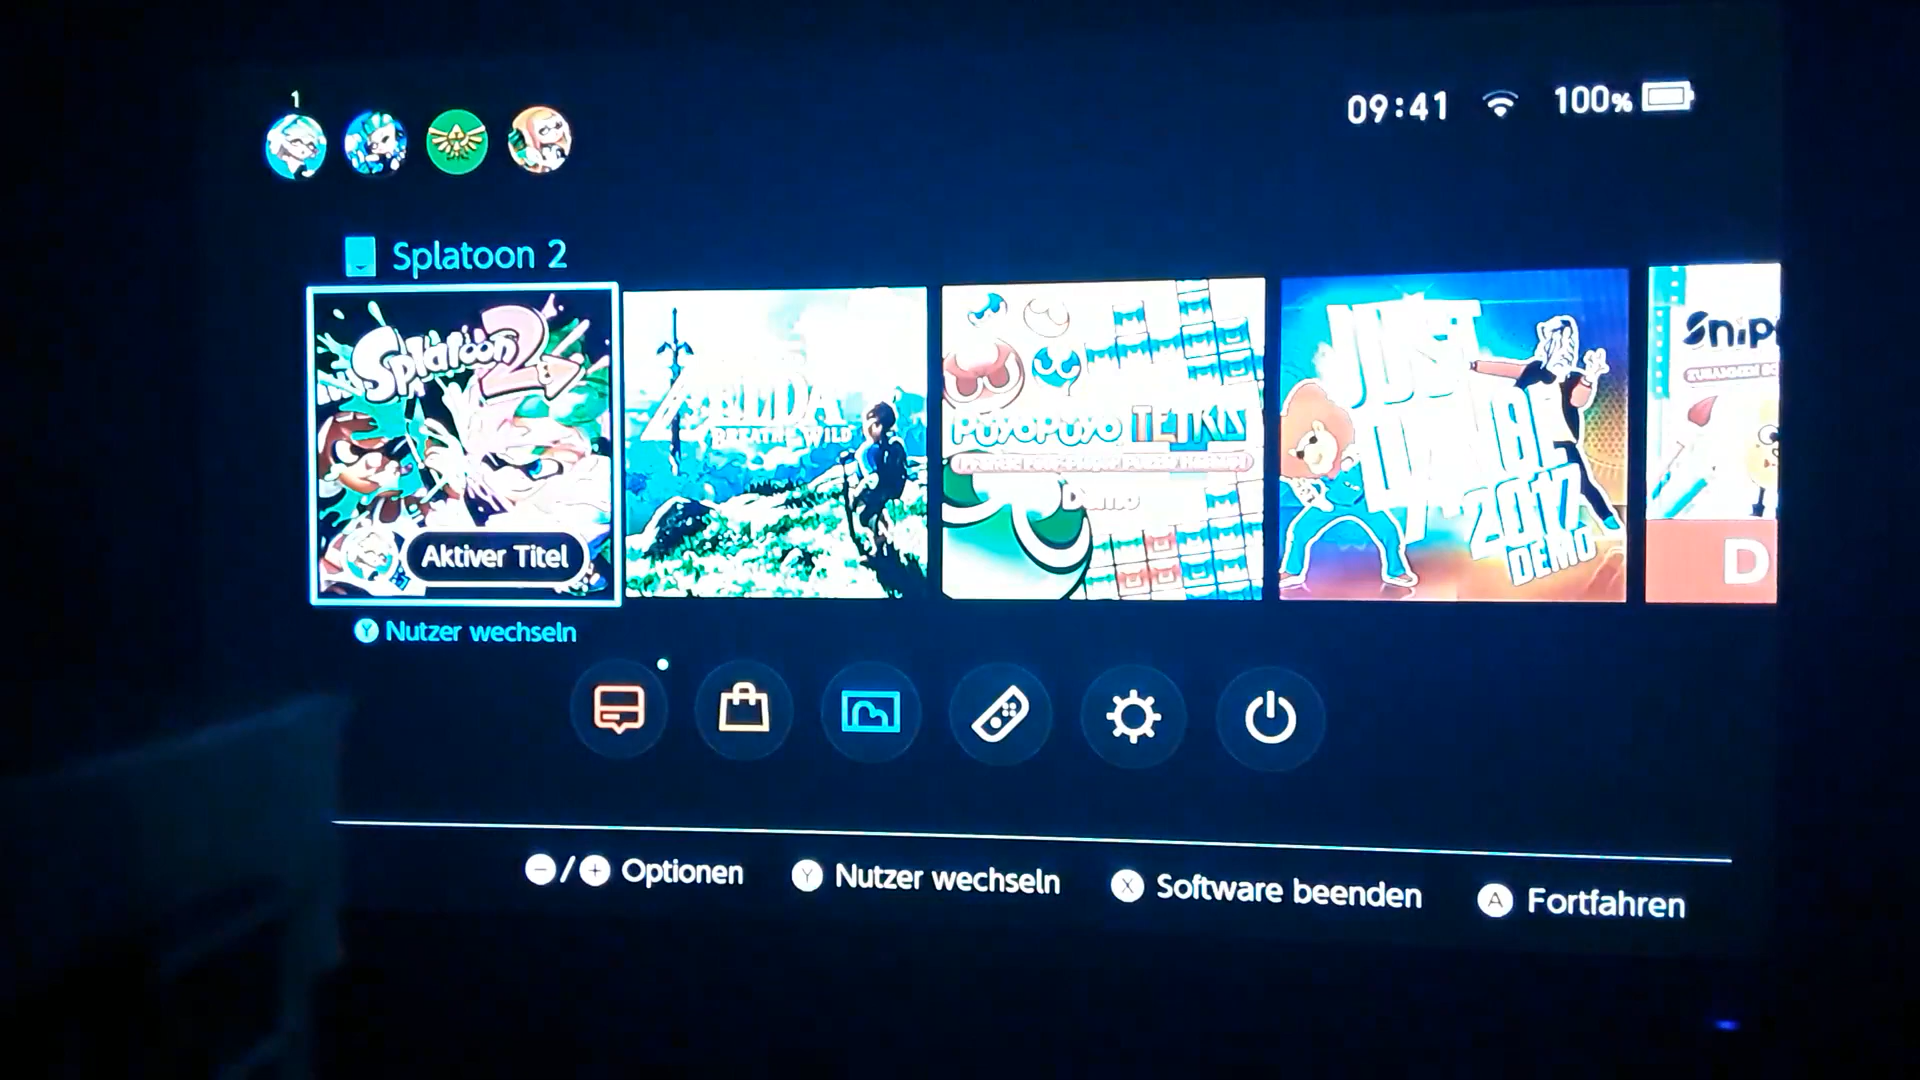 1
09:41
100%
Splatoon 2
Splatoon 2
Aktiver Titel
ZELDA
BREATH WILD
PUYOPUYO TETRIS
Demo
JUST
DANCE
2017
DEMO
Snip
D
Y Nutzer wechseln
-/+ Optionen
Y Nutzer wechseln
X Software beenden
A Fortfahren